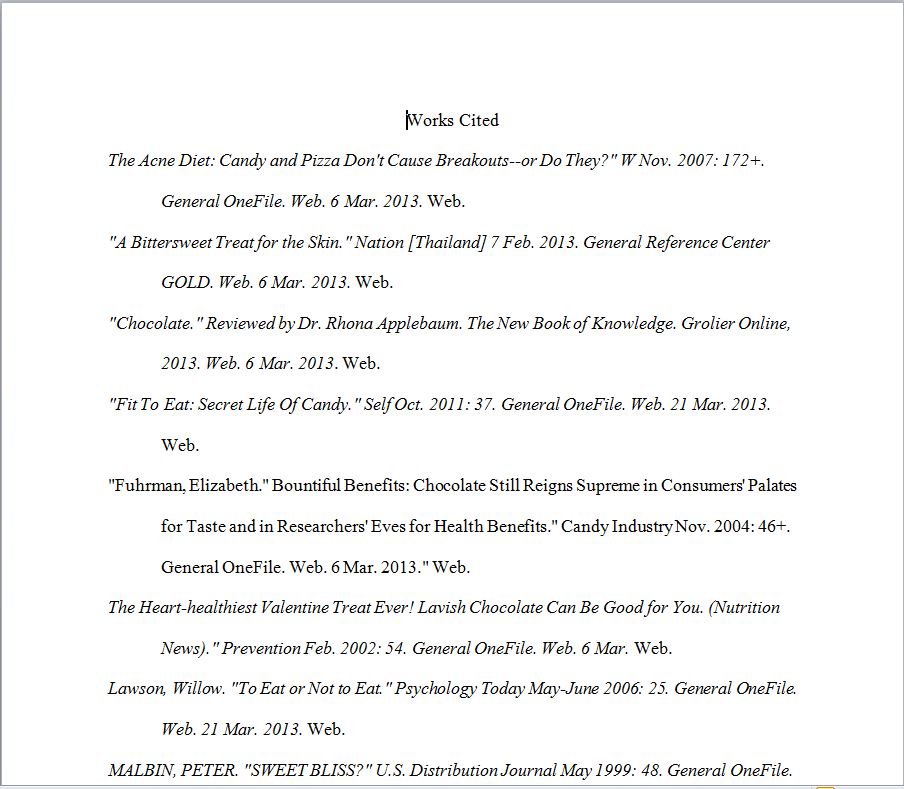 Works Cited
The Acne Diet: Candy and Pizza Don't Cause Breakouts--or Do They?" W Nov. 2007: 172+.
General OneFile. Web. 6 Mar. 2013. Web.
"A Bittersweet Treat for the Skin." Nation [Thailand] 7 Feb. 2013. General Reference Center
GOLD. Web. 6 Mar. 2013. Web.
"Chocolate." Reviewed by Dr. Rhona Applebaum. The New Book of Knowledge. Grolier Online,
2013. Web. 6 Mar. 2013. Web.
"Fit To Eat: Secret Life Of Candy." Self Oct. 2011: 37. General OneFile. Web. 21 Mar. 2013.
Web.
"Fuhrman, Elizabeth." Bountiful Benefits: Chocolate Still Reigns Supreme in Consumers' Palates
for Taste and in Researchers' Eves for Health Benefits." Candy Industry Nov. 2004: 46+.
General OneFile. Web. 6 Mar. 2013." Web.
The Heart-healthiest Valentine Treat Ever! Lavish Chocolate Can Be Good for You. (Nutrition
News)." Prevention Feb. 2002: 54. General OneFile. Web. 6 Mar. Web.
Lawson, Willow. "To Eat or Not to Eat." Psychology Today May-June 2006: 25. General OneFile.
Web. 21 Mar. 2013. Web.
MALBIN, PETER. "SWEET BLISS?" U.S. Distribution Journal May 1999: 48. General OneFile.